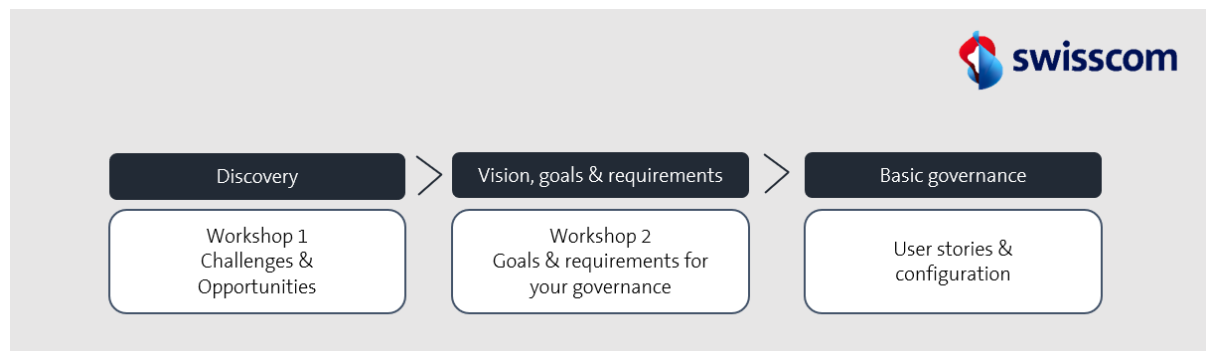 swisscom
Discovery
Vision, goals & requirements
Basic governance
Workshop 1
Challenges &
Opportunities
Workshop 2
Goals & requirements for
your governance
User stories &
configuration